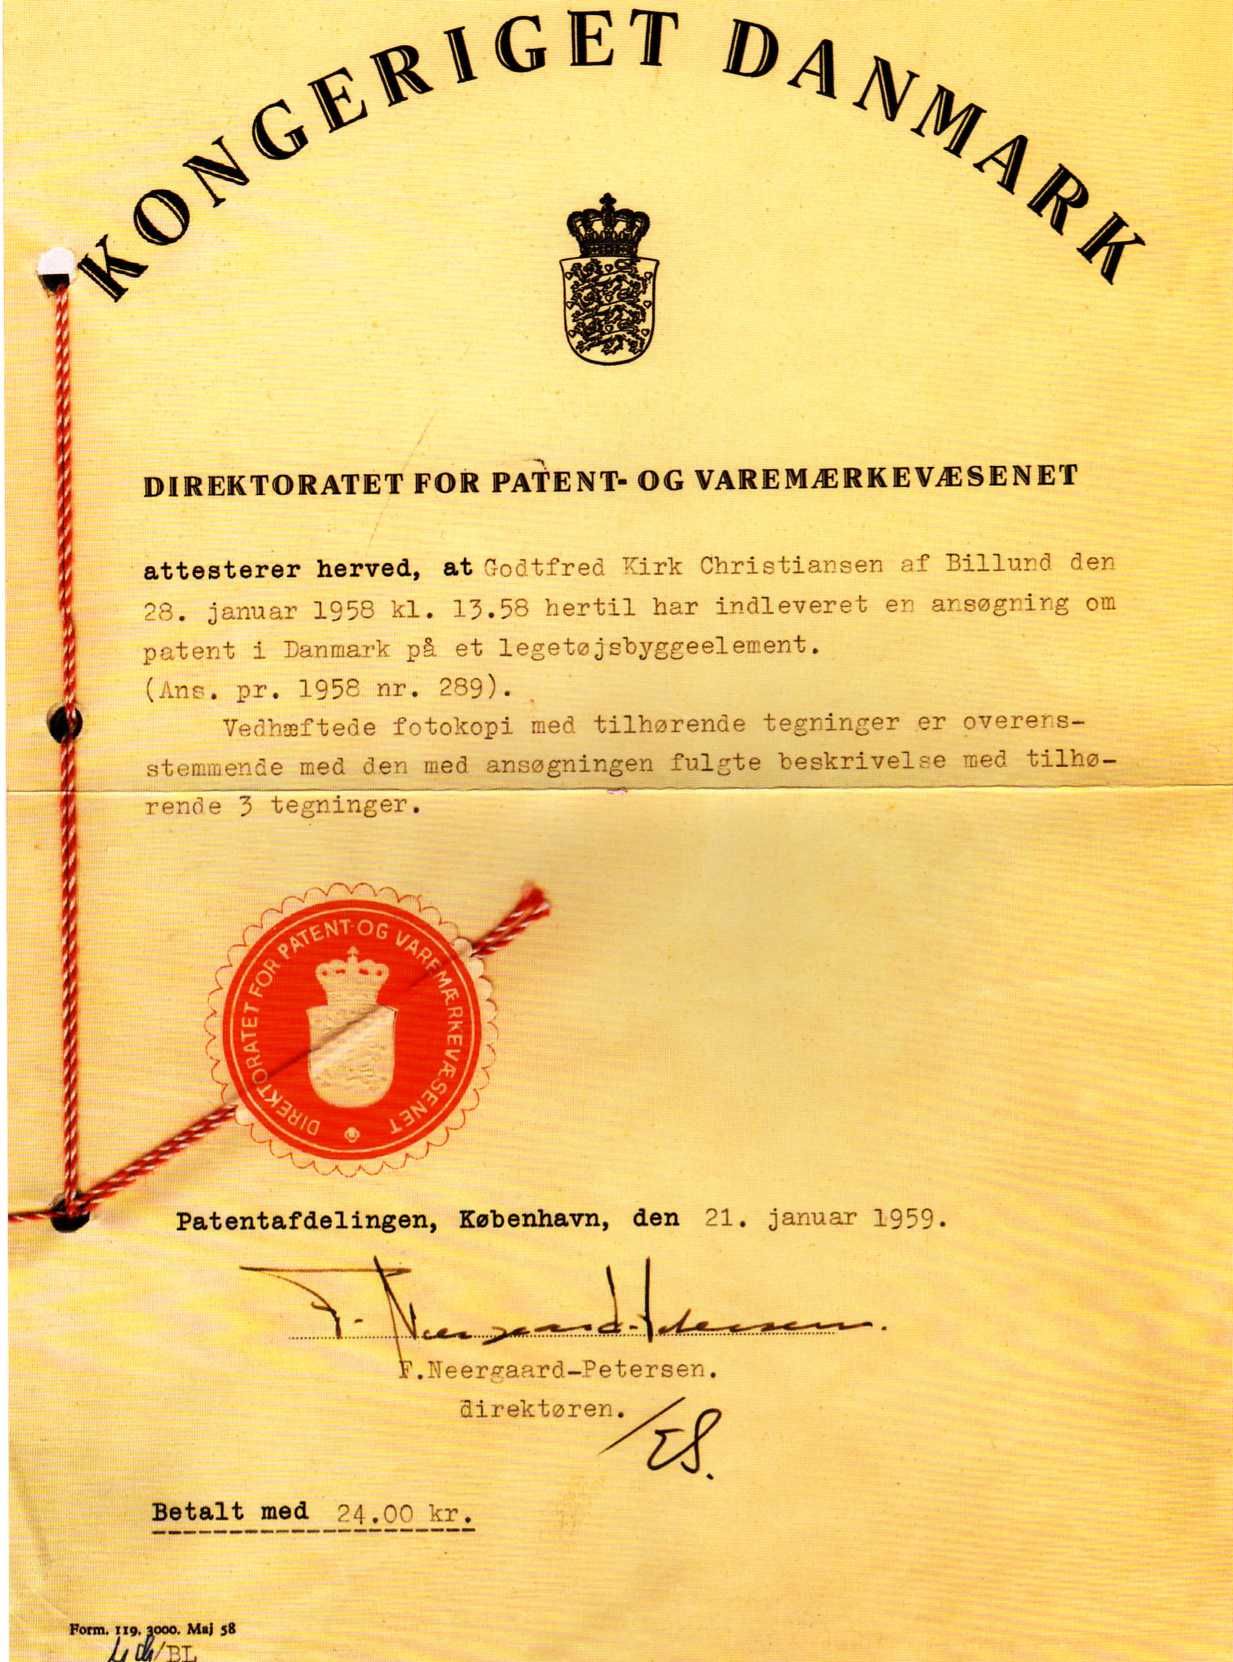 KONGERIGET DANMARK
DIREKTORATET FOR PATENT- OG VAREMÆRKEVÆSENET
attesterer herved, at Godtfred Kirk Christiansen af Billund den
28. januar 1958 kl. 13.58 hertil har indleveret en ansøgning om
patent i Danmark på et legetøjsbyggeelement.
(Ans. pr. 1958 nr. 289).
Vedhæftede fotokopi med tilhørende tegninger er overens-
stemmende med den med ansøgningen fulgte beskrivelse med tilhø-
rende 3 tegninger.
DIREKTORATET FOR PATENT-OG VAREMÆRKEVÆSENET
Patentafdelingen, København, den 21. januar 1959.
F. Neergaard-Petersen.
F.Neergaard-Petersen.
direktøren.
/ES.
Betalt med 24.00 kr.
Form. 119. 3000. Maj 58
/BL